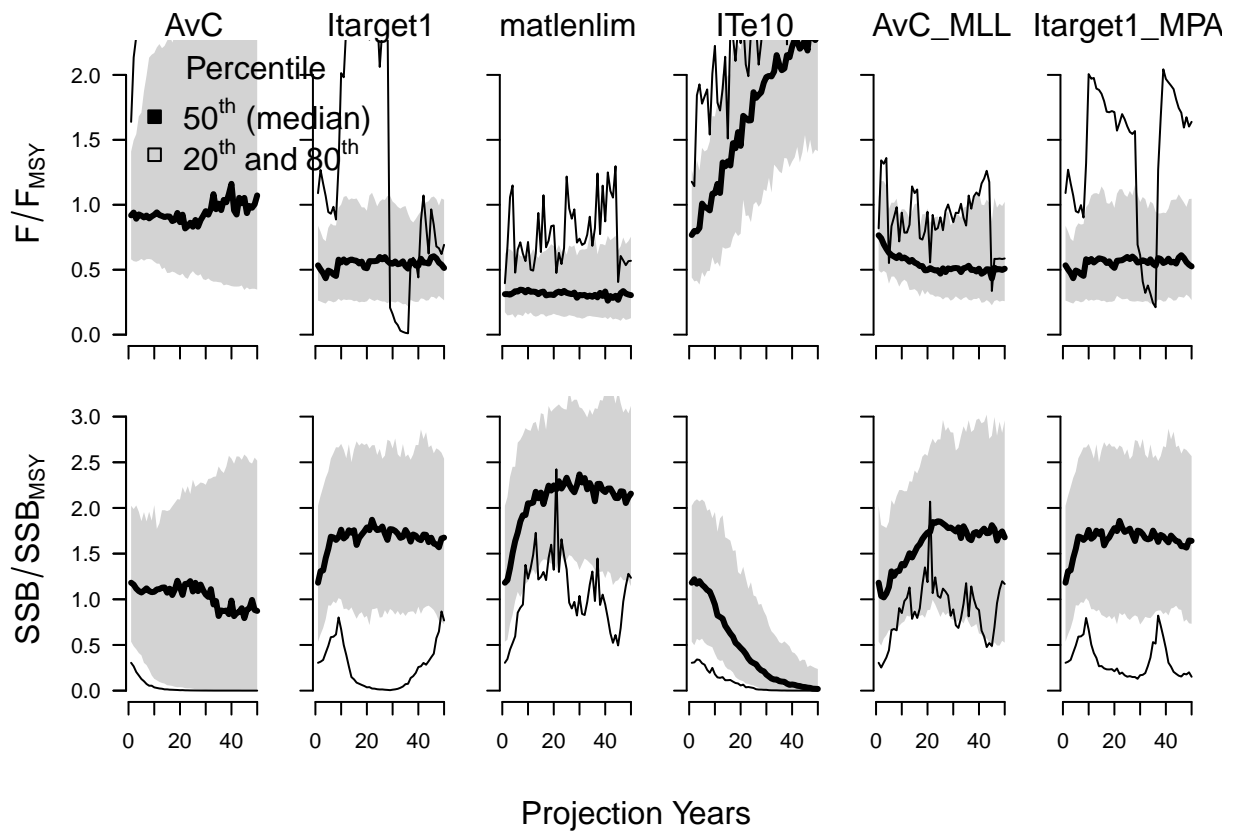 AvC Itarget1 matlenlim ITe10 AvC_MLL Itarget1_MPA
Percentile
50th (median)
20th and 80th
F/FMSY
2.0
1.5
1.0
0.5
0.0
SSB/SSBMSY
3.0
2.5
2.0
1.5
1.0
0.5
0.0
0 20 40 0 20 40 0 20 40 0 20 40 0 20 40 0 20 40
Projection Years